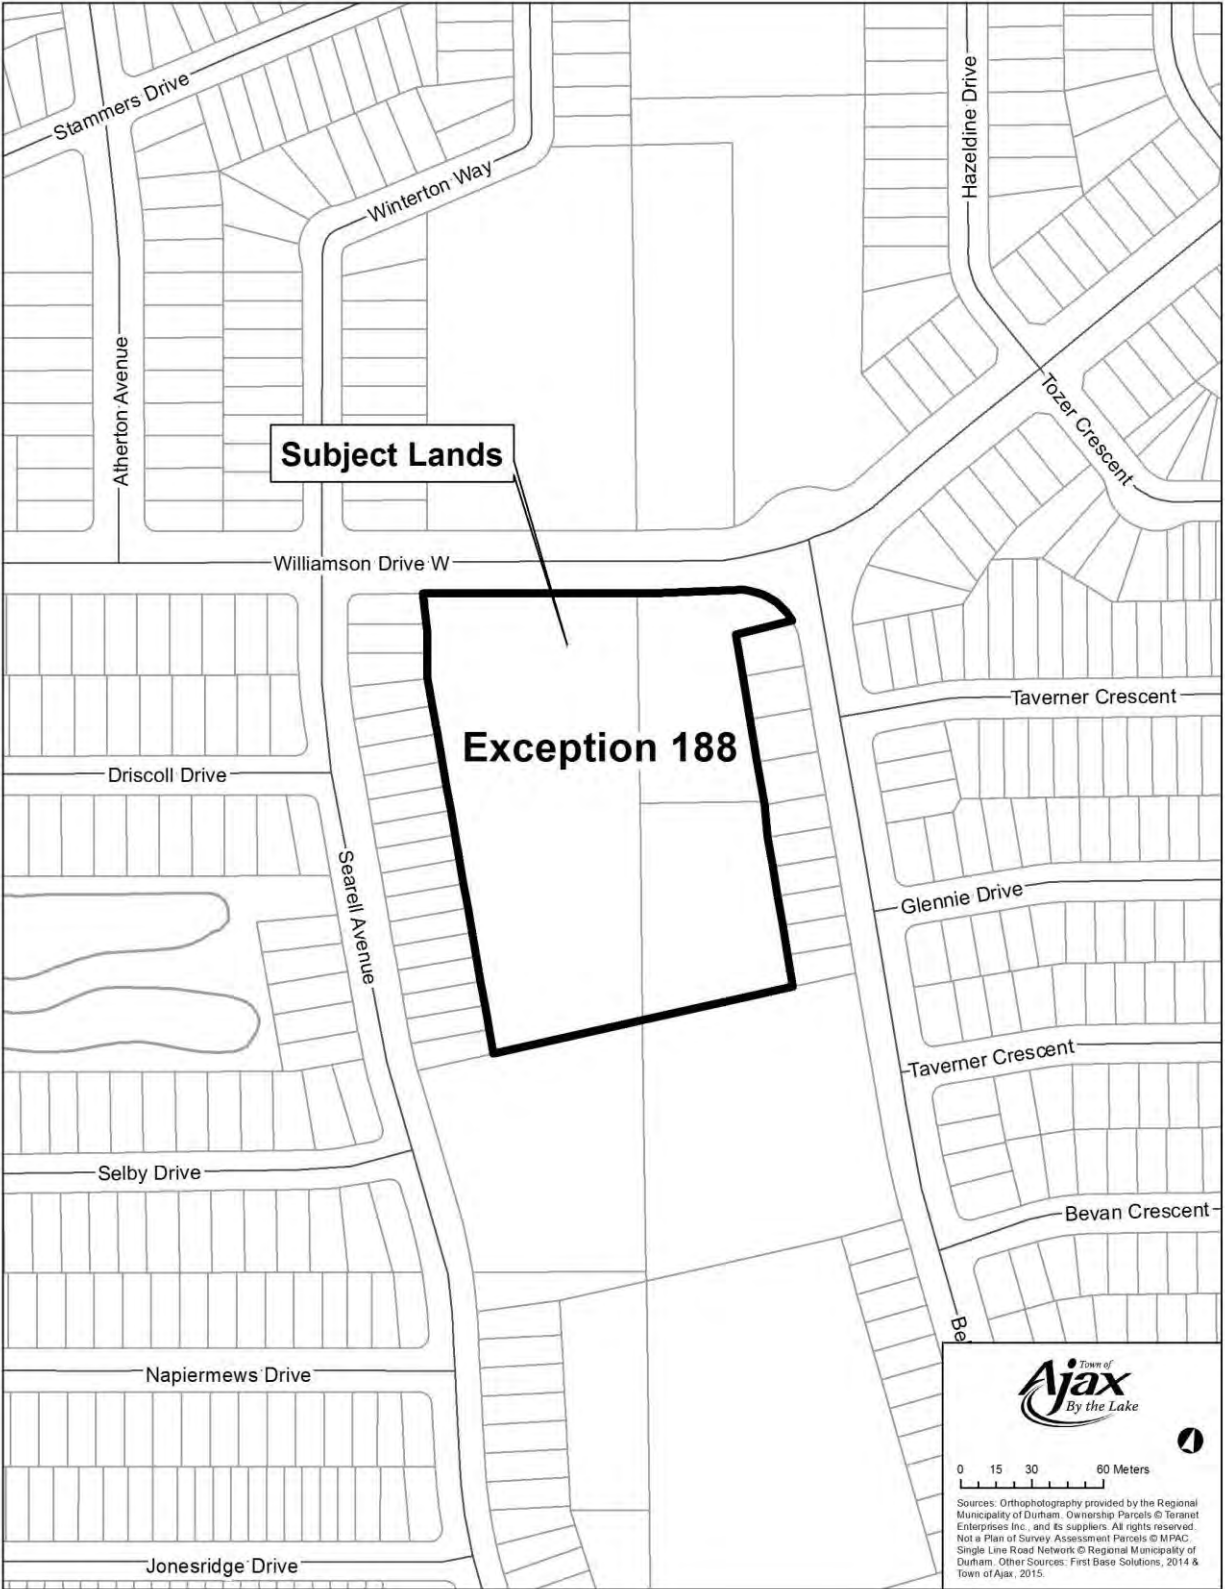 Stammers Drive
Winterton Way
Hazeldine Drive
Atherton Avenue
Tozer Crescent
Subject Lands
Williamson Drive W
Taverner Crescent
Exception 188
Driscoll Drive
Searell Avenue
Glennie Drive
Taverner Crescent
Selby Drive
Bevan Crescent
Be
Napiermews Drive
Town of
Ajax
By the Lake
0 15 30 60 Meters
Sources: Orthophotography provided by the Regional
Municipality of Durham. Ownership Parcels © Teranet
Enterprises Inc., and its suppliers. All rights reserved.
Not a Plan of Survey. Assessment Parcels © MPAC.
Single Line Road Network © Regional Municipality of
Durham. Other Sources: First Base Solutions, 2014 &
Town of Ajax, 2015.
Jonesridge Drive